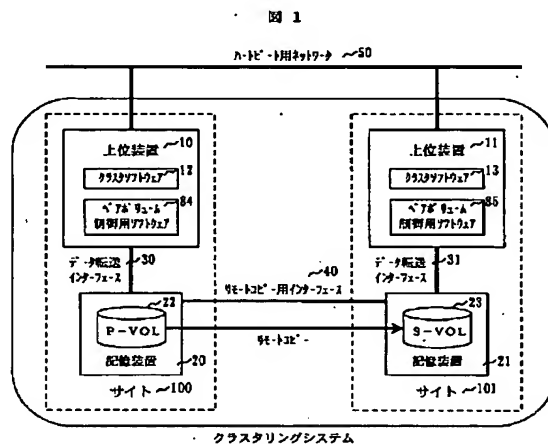 図 1
ハートビート用ネットワーク ~50
上位装置 ~10
クラスタソフトウェア ~12
ペアボリューム
制御用ソフトウェア ~84
データ転送
インターフェース ~30
22
P-VOL
記憶装置 ~20
サイト ~100
~40
リモートコピー用インターフェース
リモートコピー
上位装置 ~11
クラスタソフトウェア ~13
ペアボリューム
制御用ソフトウェア ~85
データ転送
インターフェース ~31
23
S-VOL
記憶装置 21
サイト ~101
クラスタリングシステム